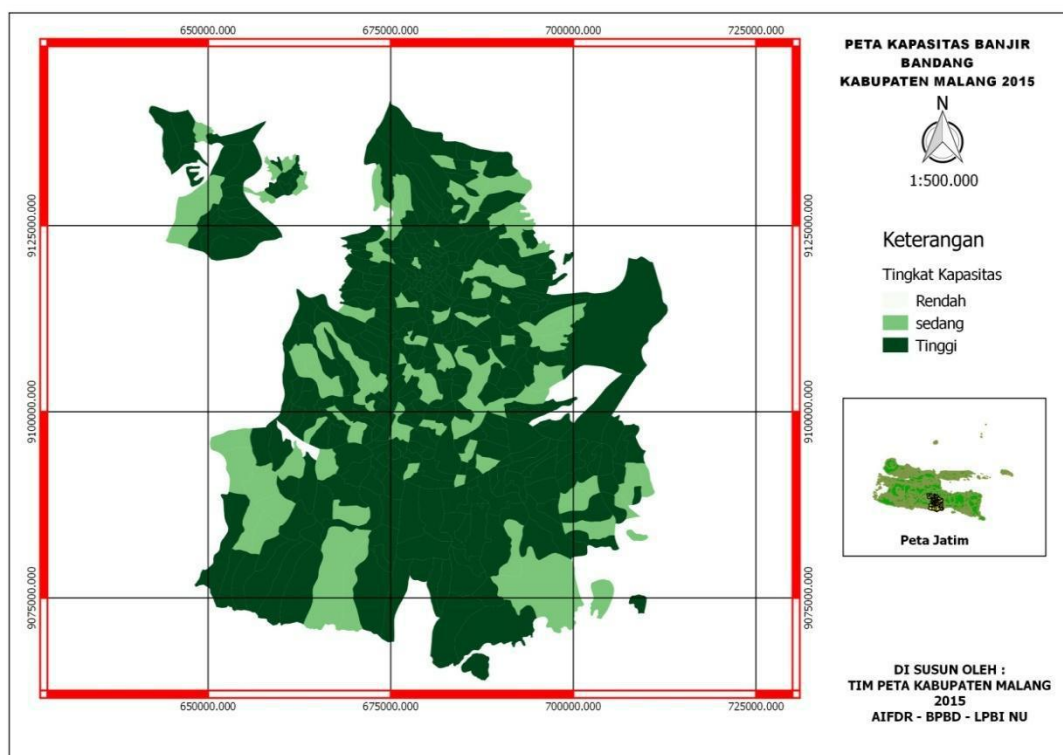 650000.000 675000.000 700000.000 725000.000
9125000.000 9125000.000
9100000.000 9100000.000
9075000.000 9075000.000
650000.000 675000.000 700000.000 725000.000
PETA KAPASITAS BANJIR
BANDANG
KABUPATEN MALANG 2015
N
1:500.000
Keterangan
Tingkat Kapasitas
Rendah
sedang
Tinggi
Peta Jatim
DI SUSUN OLEH :
TIM PETA KABUPATEN MALANG
2015
AIFDR - BPBD - LPBI NU